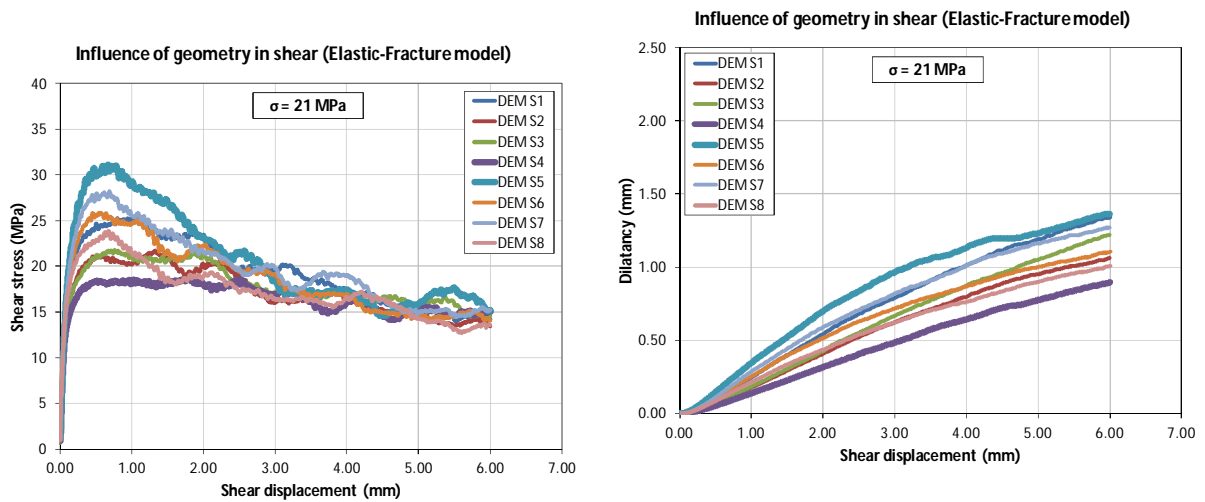 Influence of geometry in shear (Elastic-Fracture model)
40
35
30
25
20
15
10
5
0
Shear stress (MPa)
σ = 21 MPa
DEM S1
DEM S2
DEM S3
DEM S4
DEM S5
DEM S6
DEM S7
DEM S8
0.00 1.00 2.00 3.00 4.00 5.00 6.00 7.00
Shear displacement (mm)
Influence of geometry in shear (Elastic-Fracture model)
2.50
2.00
1.50
1.00
0.50
0.00
Dilatancy (mm)
DEM S1
DEM S2
DEM S3
DEM S4
DEM S5
DEM S6
DEM S7
DEM S8
σ = 21 MPa
0.00 1.00 2.00 3.00 4.00 5.00 6.00 7.00
Shear displacement (mm)